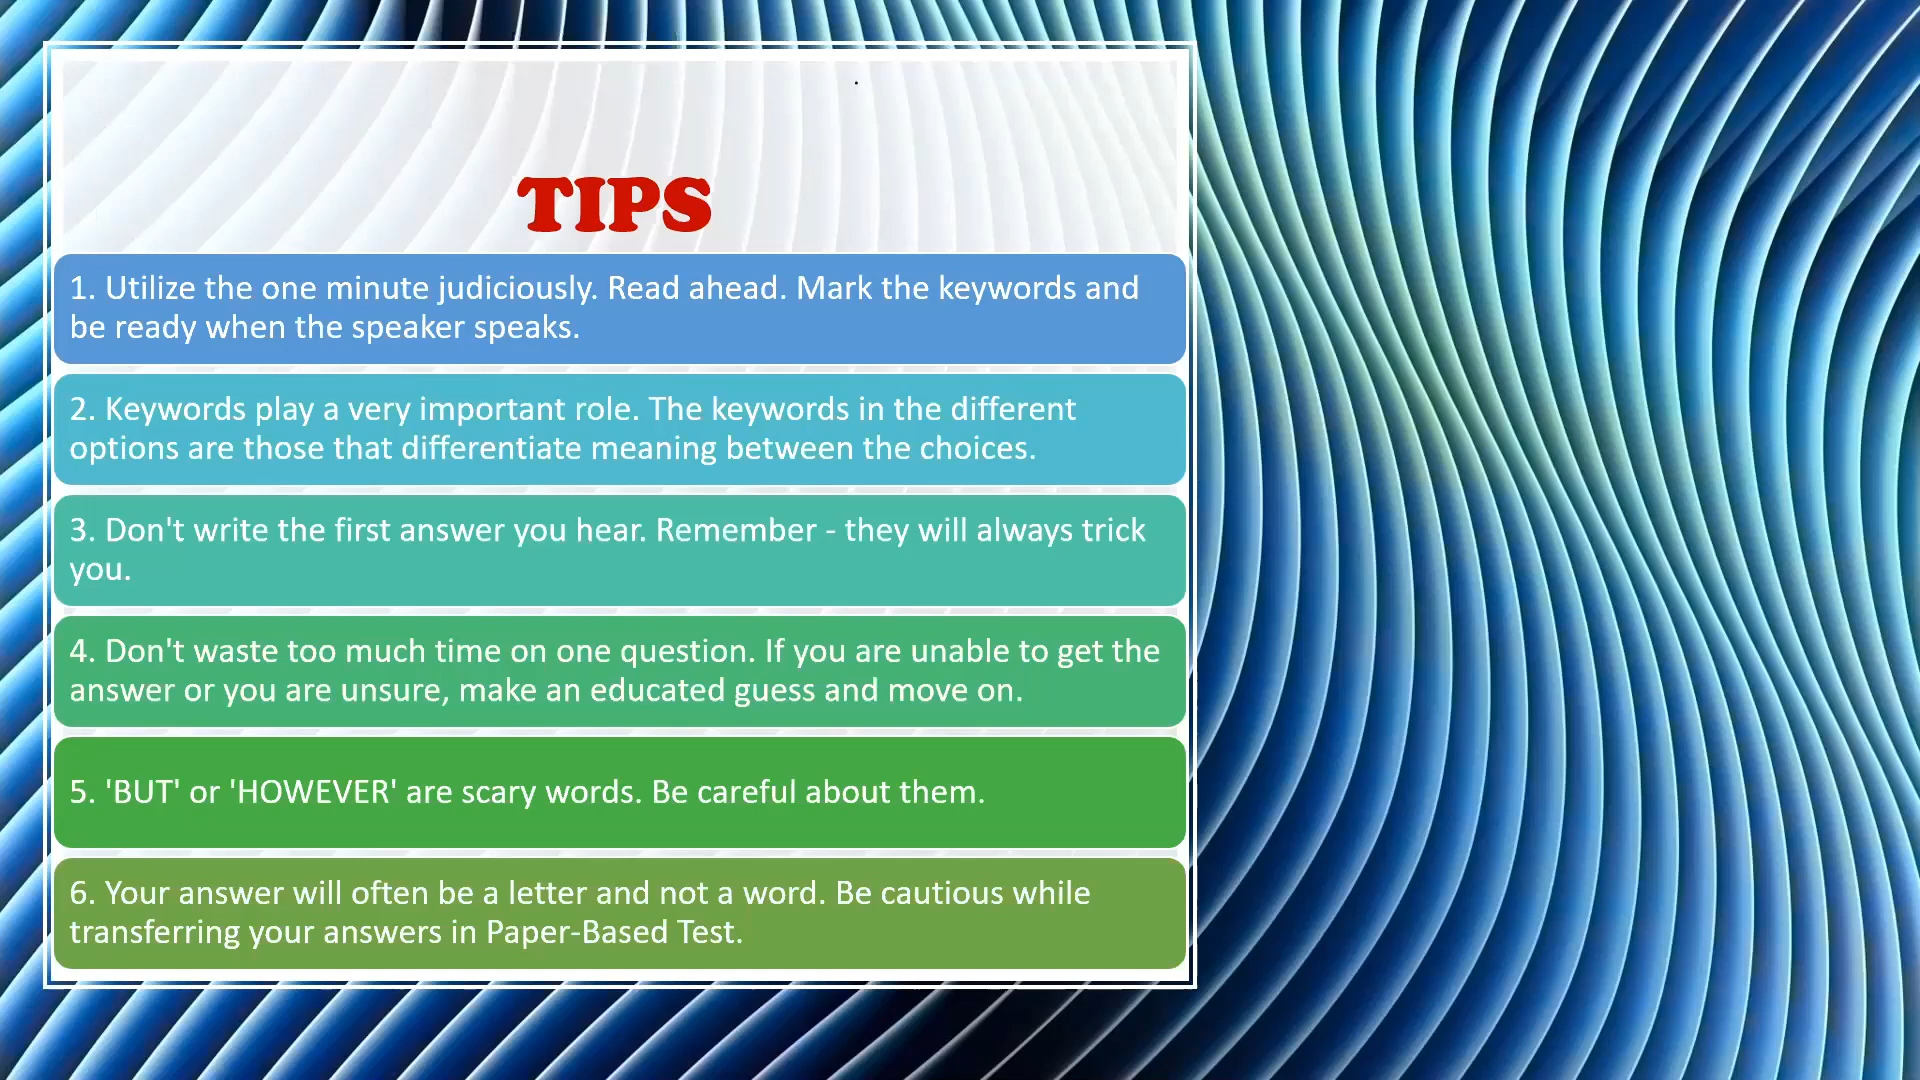 TIPS
1. Utilize the one minute judiciously. Read ahead. Mark the keywords and
be ready when the speaker speaks.
2. Keywords play a very important role. The keywords in the different
options are those that differentiate meaning between the choices.
3. Don't write the first answer you hear. Remember - they will always trick
you.
4. Don't waste too much time on one question. If you are unable to get the
answer or you are unsure, make an educated guess and move on.
5. 'BUT' or 'HOWEVER' are scary words. Be careful about them.
6. Your answer will often be a letter and not a word. Be cautious while
transferring your answers in Paper-Based Test.